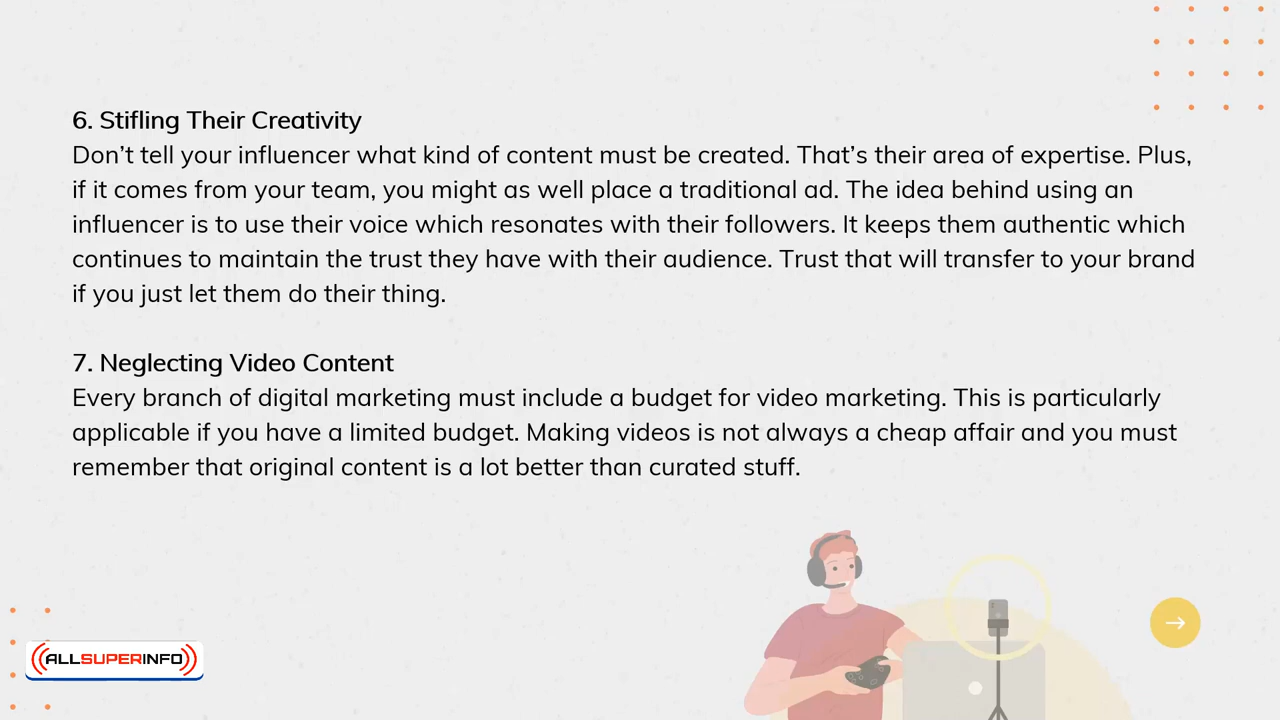 6. Stifling Their Creativity
Don’t tell your influencer what kind of content must be created. That’s their area of expertise. Plus,
if it comes from your team, you might as well place a traditional ad. The idea behind using an
influencer is to use their voice which resonates with their followers. It keeps them authentic which
continues to maintain the trust they have with their audience. Trust that will transfer to your brand
if you just let them do their thing.
7. Neglecting Video Content
Every branch of digital marketing must include a budget for video marketing. This is particularly
applicable if you have a limited budget. Making videos is not always a cheap affair and you must
remember that original content is a lot better than curated stuff.
ALLSUPERINFO